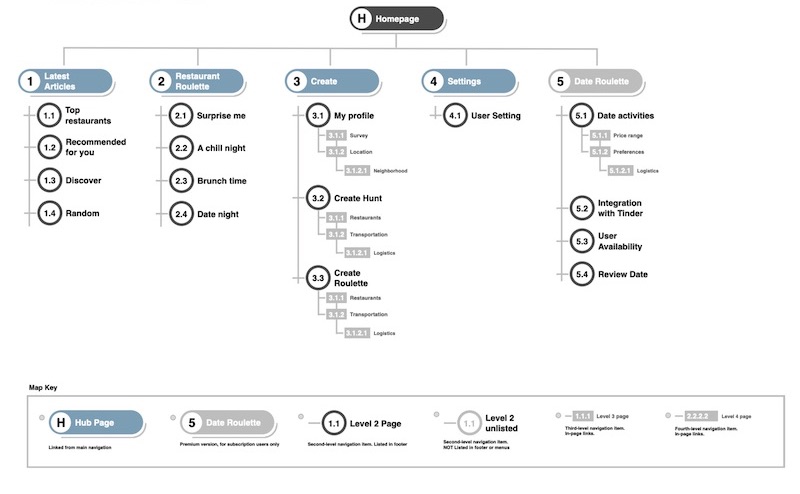 H Homepage
1 Latest Articles
2 Restaurant Roulette
3 Create
4 Settings
5 Date Roulette
1.1 Top restaurants
1.2 Recommended for you
1.3 Discover
1.4 Random
2.1 Surprise me
2.2 A chill night
2.3 Brunch time
2.4 Date night
3.1 My profile
3.1.1 Survey
3.1.2 Location
3.1.2.1 Neighborhood
3.2 Create Hunt
3.1.1 Restaurants
3.1.2 Transportation
3.1.2.1 Logistics
3.3 Create Roulette
3.1.1 Restaurants
3.1.2 Transportation
3.1.2.1 Logistics
4.1 User Setting
5.1 Date activities
5.1.1 Price range
5.1.2 Preferences
5.1.2.1 Logistics
5.2 Integration with Tinder
5.3 User Availability
5.4 Review Date
Map Key
H Hub Page
Linked from main navigation
5 Date Roulette
Premium version, for subscription users only
1.1 Level 2 Page
Second-level navigation item. Listed in footer
1.1 Level 2 unlisted
Second-level navigation item.
NOT Listed in footer or menus
1.1.1 Level 3 page
Third-level navigation item.
In-page links.
2.2.2.2 Level 4 page
Fourth-level navigation item.
In-page links.